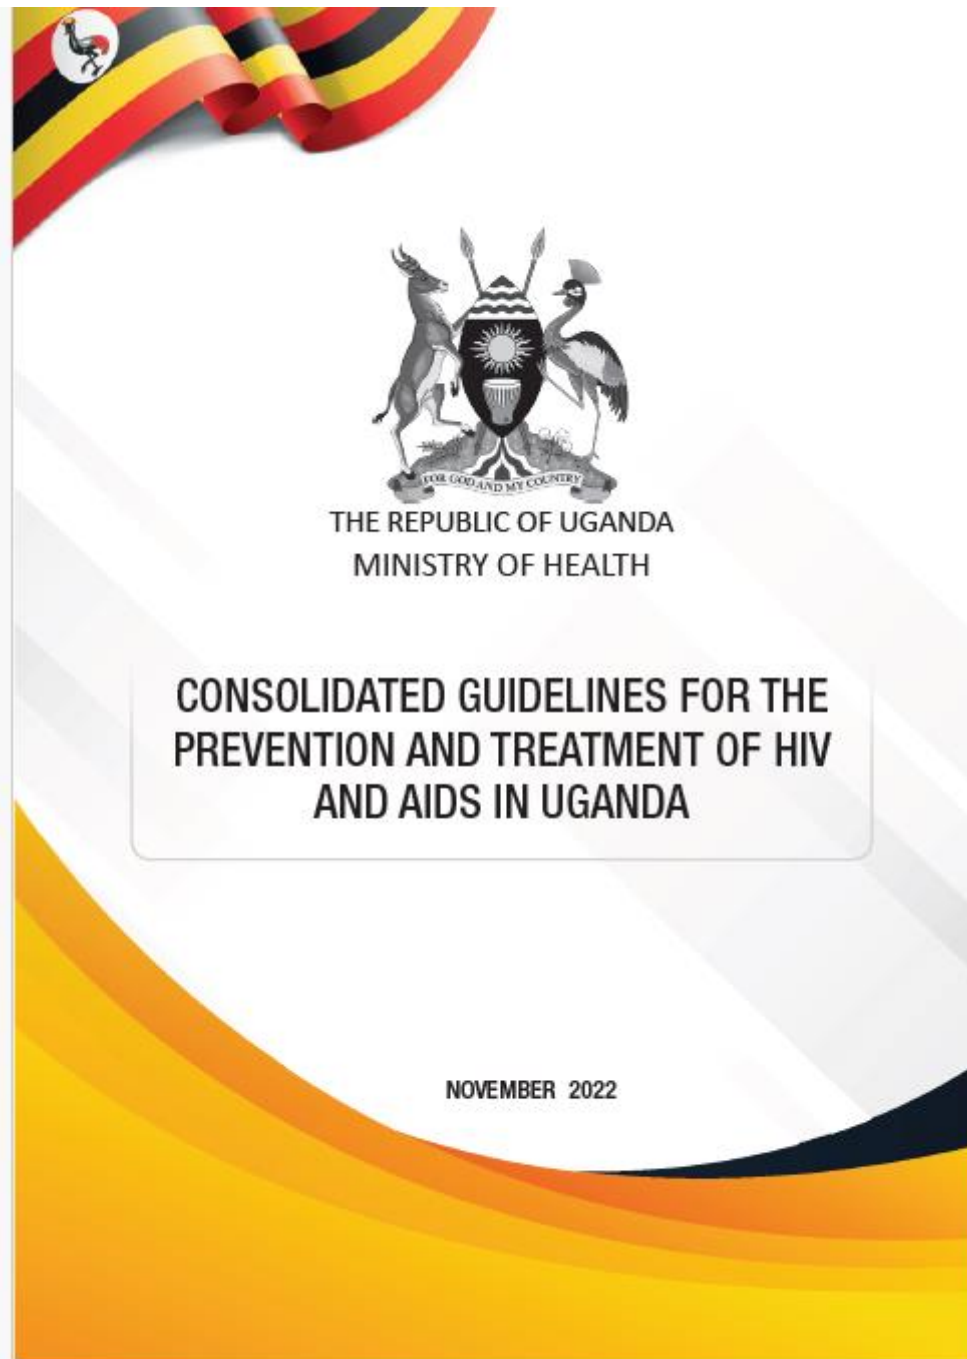 FOR GOD AND MY COUNTRY
THE REPUBLIC OF UGANDA
MINISTRY OF HEALTH
CONSOLIDATED GUIDELINES FOR THE
PREVENTION AND TREATMENT OF HIV
AND AIDS IN UGANDA
NOVEMBER 2022